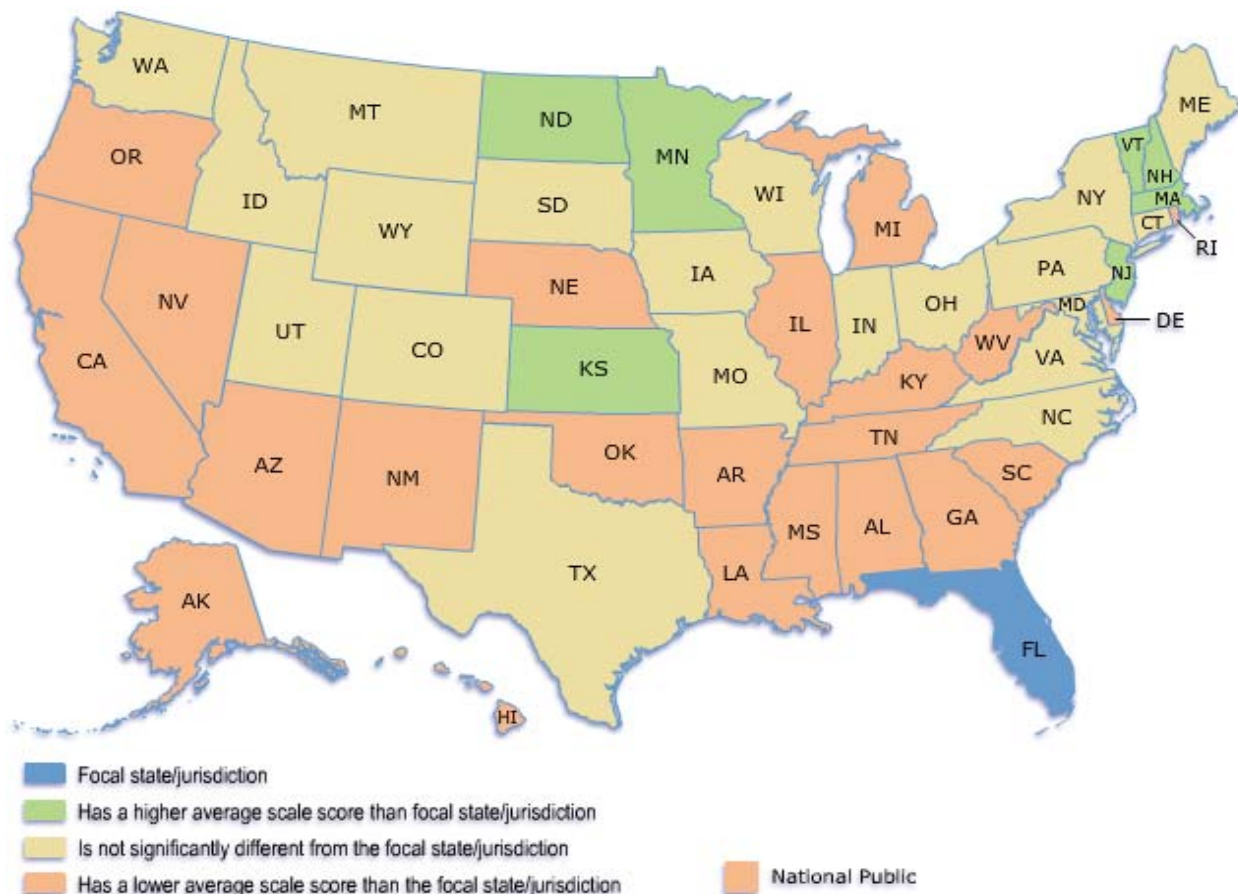 WA
MT
ND
MN
ME
VT
NH
OR
ID
SD
WI
NY
MA
WY
MI
CT
RI
IA
PA
NJ
NE
NV
OH
MD
DE
IL
IN
UT
CO
WV
CA
KS
MO
VA
KY
NC
TN
AZ
NM
OK
AR
SC
MS
AL
GA
LA
TX
AK
FL
HI
Focal state/jurisdiction
Has a higher average scale score than focal state/jurisdiction
Is not significantly different from the focal state/jurisdiction
Has a lower average scale score than the focal state/jurisdiction
National Public